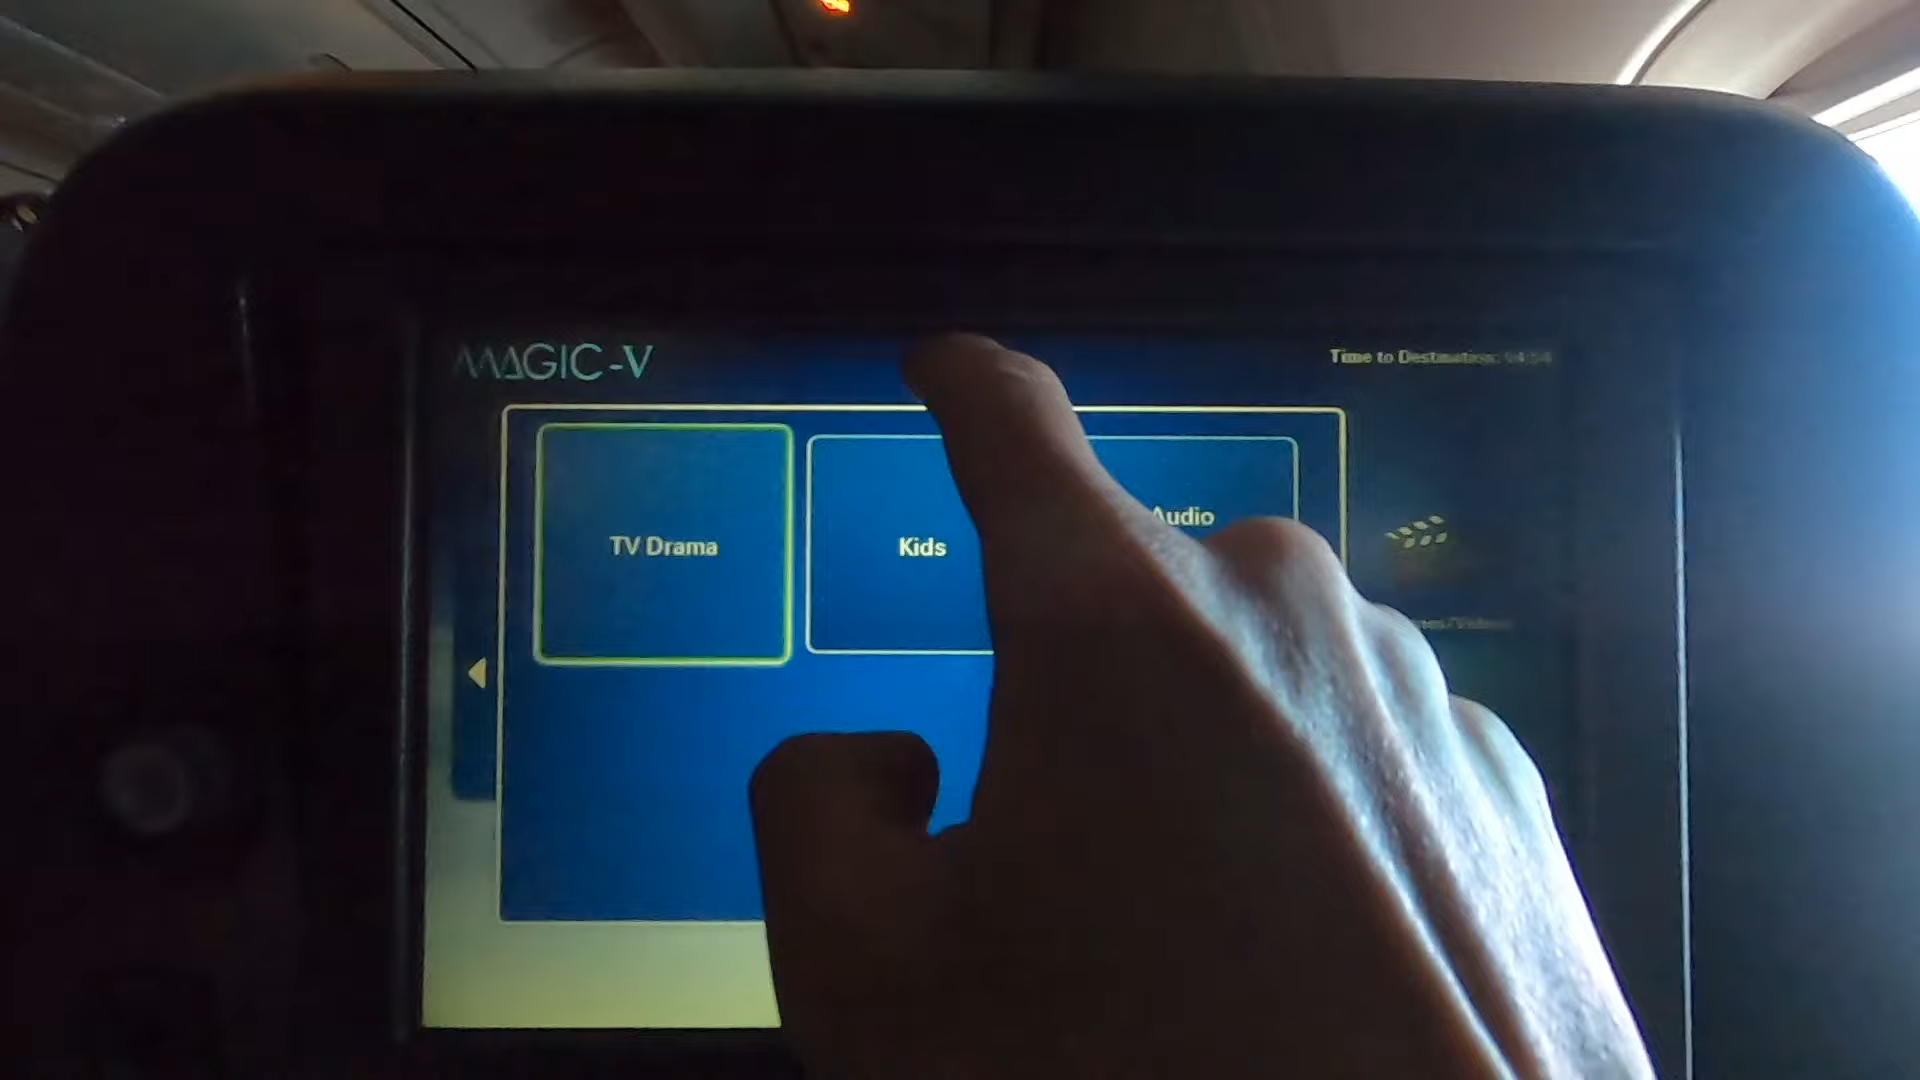 MAGIC-V
Time to Destination:
TV Drama
Kids
Audio